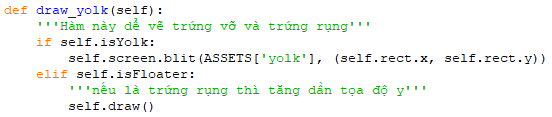 def draw_yolk(self):
    '''Hàm này để vẽ trứng vỡ và trứng rụng'''
    if self.isYolk:
        self.screen.blit(ASSETS['yolk'], (self.rect.x, self.rect.y))
    elif self.isFloater:
        '''nếu là trứng rụng thì tăng dần tọa độ y'''
        self.draw()